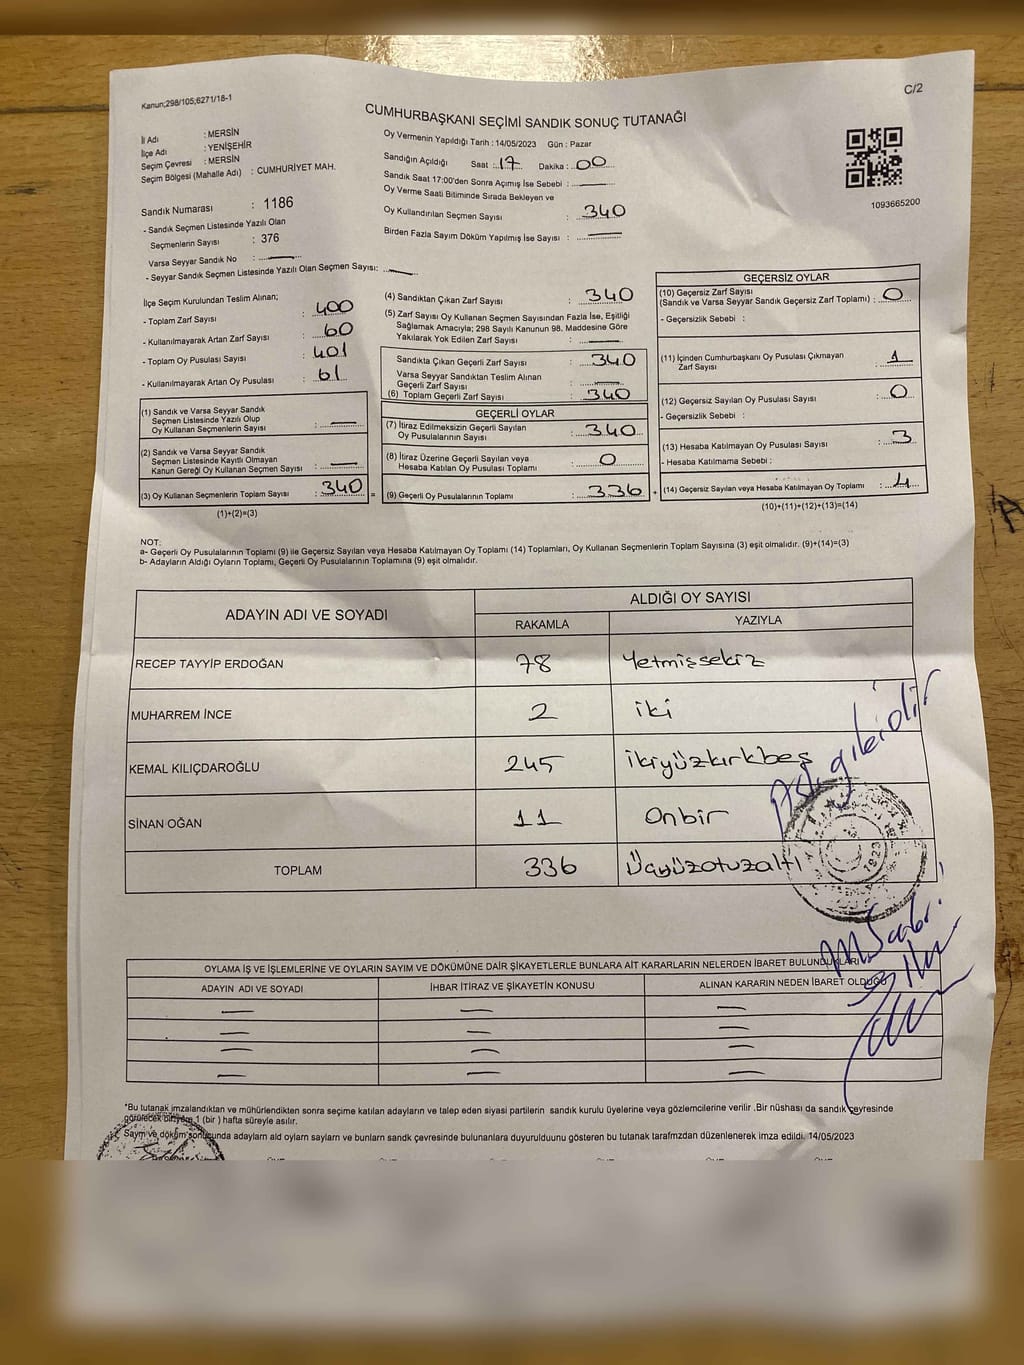 Kanun;298/105;6271/18-1
C/2
CUMHURBAŞKANI SEÇİMİ SANDIK SONUÇ TUTANAĞI
İl Adı : MERSİN
İlçe Adı : YENİŞEHİR
Seçim Çevresi : MERSİN
Seçim Bölgesi (Mahalle Adı) : CUMHURİYET MAH.
Sandık Numarası : 1186
- Sandık Seçmen Listesinde Yazılı Olan
Seçmenlerin Sayısı : 376
Varsa Seyyar Sandık No :
- Seyyar Sandık Seçmen Listesinde Yazılı Olan Seçmen Sayısı:
Oy Vermenin Yapıldığı Tarih : 14/05/2023 Gün : Pazar
Sandığın Açıldığı Saat : 17 Dakika : 00
Sandık Saat 17:00'den Sonra Açımış İse Sebebi :
Oy Verme Saati Bitiminde Sırada Bekleyen ve
Oy Kullandırılan Seçmen Sayısı : 340
Birden Fazla Sayım Döküm Yapılmış İse Sayısı :
1093665200
İlçe Seçim Kurulundan Teslim Alınan;
- Toplam Zarf Sayısı : 400
- Kullanılmayarak Artan Zarf Sayısı : 60
- Toplam Oy Pusulası Sayısı : 401
- Kullanılmayarak Artan Oy Pusulası : 61
(1) Sandık ve Varsa Seyyar Sandık
Seçmen Listesinde Yazılı Olup
Oy Kullanan Seçmenlerin Sayısı :
(2) Sandık ve Varsa Seyyar Sandık
Seçmen Listesinde Kayıtlı Olmayan
Kanun Gereği Oy Kullanan Seçmen Sayısı :
(3) Oy Kullanan Seçmenlerin Toplam Sayısı : 340 =
(1)+(2)=(3)
(4) Sandıktan Çıkan Zarf Sayısı : 340
(5) Zarf Sayısı Oy Kullanan Seçmen Sayısından Fazla İse, Eşitliği
Sağlamak Amacıyla; 298 Sayılı Kanunun 98. Maddesine Göre
Yakılarak Yok Edilen Zarf Sayısı :
Sandıkta Çıkan Geçerli Zarf Sayısı : 340
Varsa Seyyar Sandıktan Teslim Alınan
Geçerli Zarf Sayısı :
(6) Toplam Geçerli Zarf Sayısı : 340
GEÇERLİ OYLAR
(7) İtiraz Edilmeksizin Geçerli Sayılan
Oy Pusulalarının Sayısı : 340
(8) İtiraz Üzerine Geçerli Sayılan veya
Hesaba Katılan Oy Pusulası Toplamı : 0
(9) Geçerli Oy Pusulalarının Toplamı : 336 +
GEÇERSİZ OYLAR
(10) Geçersiz Zarf Sayısı
(Sandık ve Varsa Seyyar Sandık Geçersiz Zarf Toplamı) : 0
- Geçersizlik Sebebi :
(11) İçinden Cumhurbaşkanı Oy Pusulası Çıkmayan
Zarf Sayısı : 1
(12) Geçersiz Sayılan Oy Pusulası Sayısı : 0
- Geçersizlik Sebebi :
(13) Hesaba Katılmayan Oy Pusulası Sayısı : 3
- Hesaba Katılmama Sebebi :
(14) Geçersiz Sayılan veya Hesaba Katılmayan Oy Toplamı : 4
(10)+(11)+(12)+(13)=(14)
NOT:
a- Geçerli Oy Pusulalarının Toplamı (9) ile Geçersiz Sayılan veya Hesaba Katılmayan Oy Toplamı (14) Toplamları, Oy Kullanan Seçmenlerin Toplam Sayısına (3) eşit olmalıdır. (9)+(14)=(3)
b- Adayların Aldığı Oyların Toplamı, Geçerli Oy Pusulalarının Toplamına (9) eşit olmalıdır.
ADAYIN ADI VE SOYADI
ALDIĞI OY SAYISI
RAKAMLA YAZIYLA
RECEP TAYYİP ERDOĞAN 78 Yetmişsekiz
MUHARREM İNCE 2 iki
KEMAL KILIÇDAROĞLU 245 ikiyüzkırkbeş
SİNAN OĞAN 11 Onbir
TOPLAM 336 Üçyüzotuzaltı
Aslı gibidir
1923
OYLAMA İŞ VE İŞLEMLERİNE VE OYLARIN SAYIM VE DÖKÜMÜNE DAİR ŞİKAYETLERLE BUNLARA AİT KARARLARIN NELERDEN İBARET BULUNDUKLARI
ADAYIN ADI VE SOYADI İHBAR İTİRAZ VE ŞİKAYETİN KONUSU ALINAN KARARIN NEDEN İBARET OLDUĞU
*Bu tutanak imzalandıktan ve mühürlendikten sonra seçime katılan adayların ve talep eden siyasi partilerin sandık kurulu üyelerine veya gözlemcilerine verilir .Bir nüshası da sandık çevresinde
görülecek bir yere 1 (bir ) hafta süreyle asılır.
Sayım ve döküm sonucunda adayların ald oyların sayların ve bunların sandk çevresinde bulunanlara duyurulduunu gösteren bu tutanak tarafmzdan düzenlenerek imza edildi. 14/05/2023